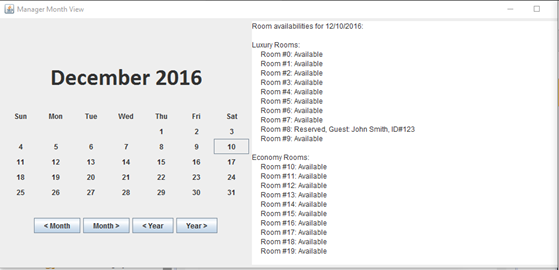 Manager Month View
December 2016
Sun Mon Tue Wed Thu Fri Sat
1 2 3
4 5 6 7 8 9 10
11 12 13 14 15 16 17
18 19 20 21 22 23 24
25 26 27 28 29 30 31
< Month Month > < Year Year >
Room availabilities for 12/10/2016:
Luxury Rooms:
Room #0: Available
Room #1: Available
Room #2: Available
Room #3: Available
Room #4: Available
Room #5: Available
Room #6: Available
Room #7: Available
Room #8: Reserved, Guest: John Smith, ID#123
Room #9: Available
Economy Rooms:
Room #10: Available
Room #11: Available
Room #12: Available
Room #13: Available
Room #14: Available
Room #15: Available
Room #16: Available
Room #17: Available
Room #18: Available
Room #19: Available